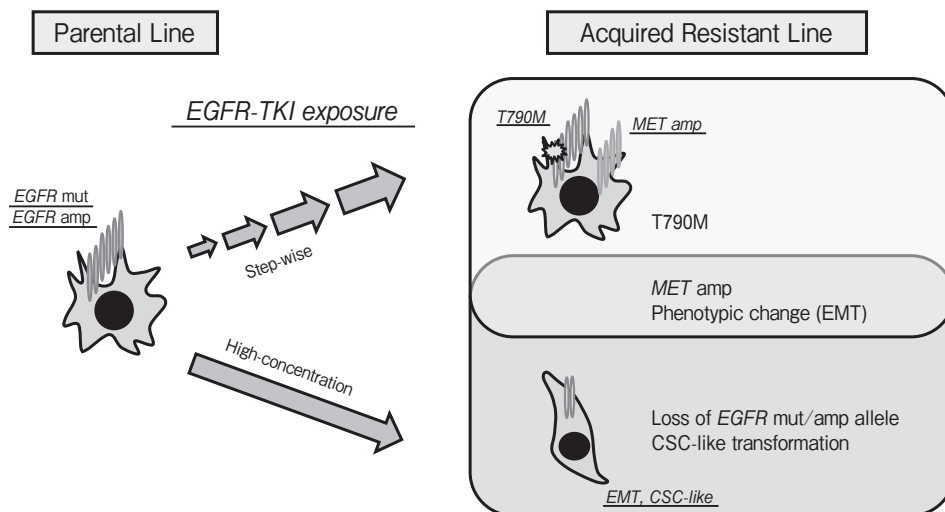 Parental Line
Acquired Resistant Line
EGFR-TKI exposure
EGFR mut
EGFR amp
Step-wise
High-concentration
T790M
MET amp
T790M
MET amp
Phenotypic change (EMT)
Loss of EGFR mut/amp allele
CSC-like transformation
EMT, CSC-like